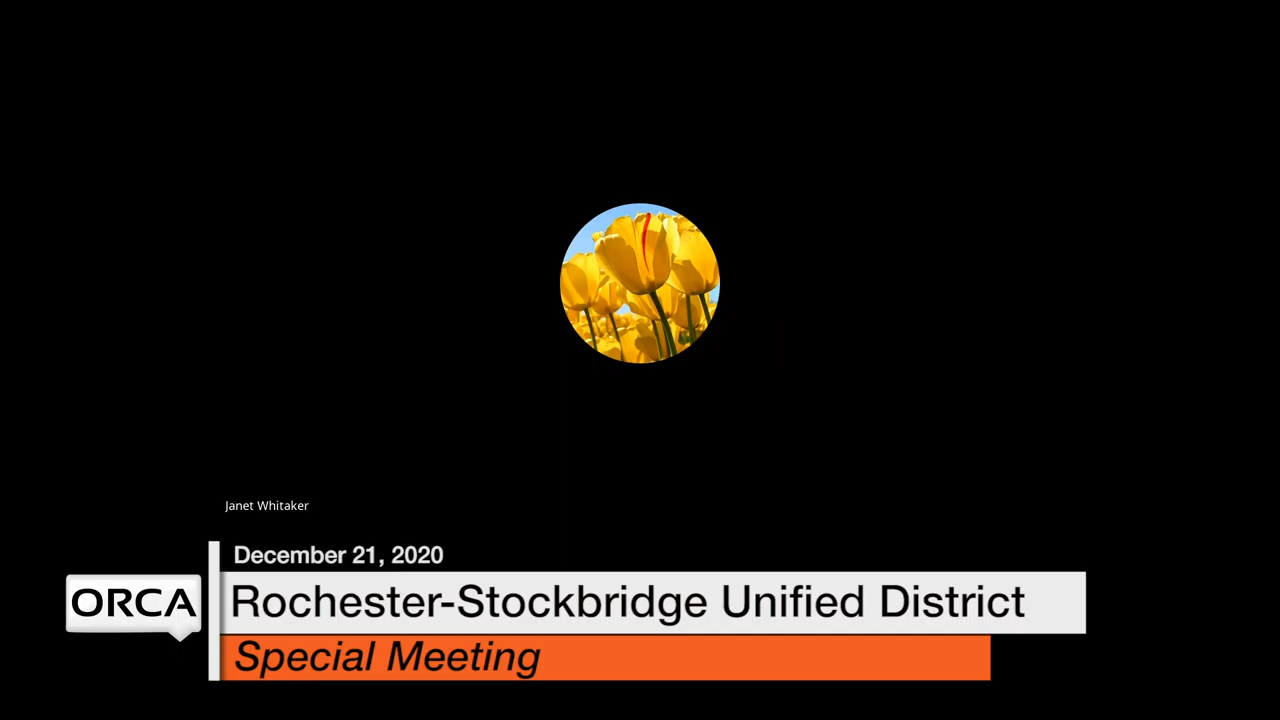 Janet Whitaker
December 21, 2020
ORCA
Rochester-Stockbridge Unified District
Special Meeting